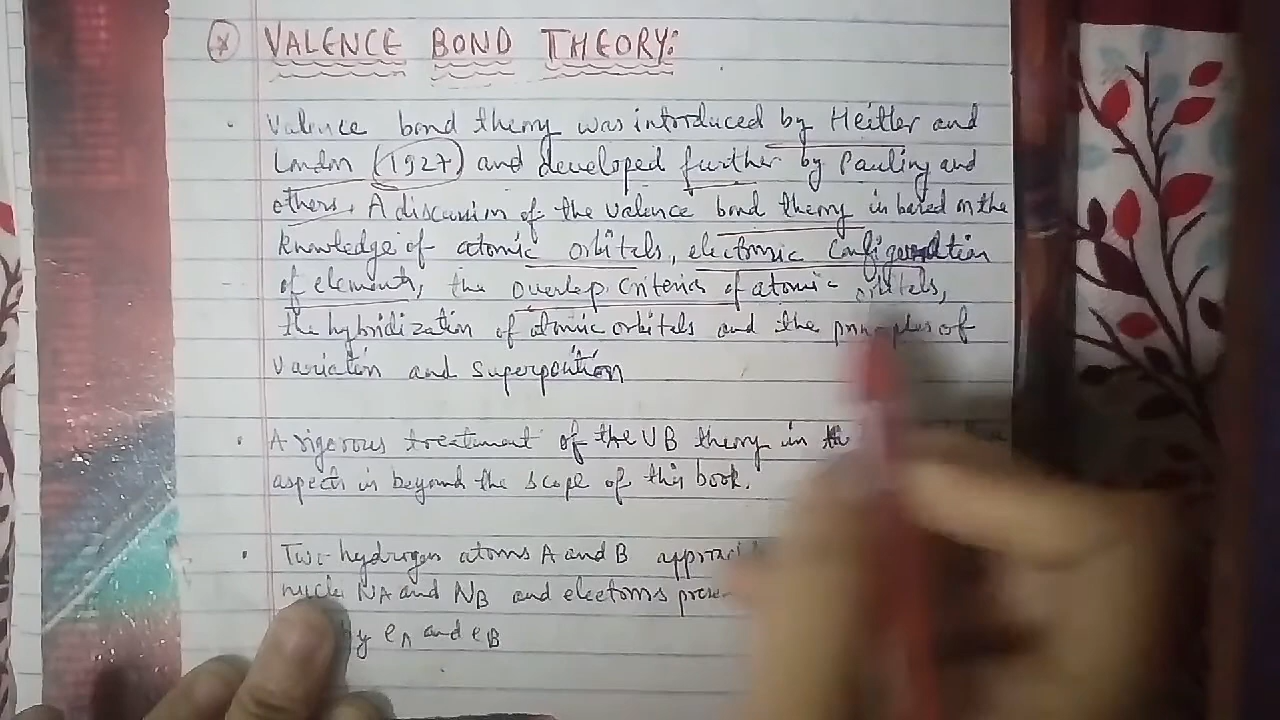 VALENCE BOND THEORY:
Valence bond theory was introduced by Heitler and
London (1927) and developed further by Pauling and
others. A discussion of the valence bond theory is based on the
knowledge of atomic orbitals, electronic configuration
of elements, the overlap criteria of atomic orbitals,
the hybridization of atomic orbitals and the principles of
variation and superposition
A rigorous treatment of the VB theory in
aspects is beyond the scope of this book.
Two hydrogen atoms A and B
nuclei NA and NB and electrons
by eA and eB